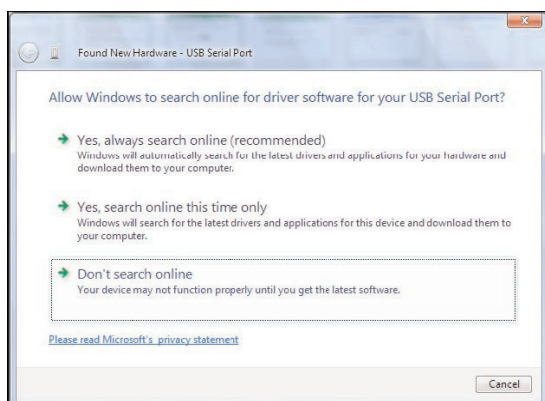 Found New Hardware - USB Serial Port
Allow Windows to search online for driver software for your USB Serial Port?
Yes, always search online (recommended)
Windows will automatically search for the latest drivers and applications for your hardware and
download them to your computer.
Yes, search online this time only
Windows will search for the latest drivers and applications for this device and download them to
your computer.
Don't search online
Your device may not function properly until you get the latest software.
Please read Microsoft's privacy statement
Cancel